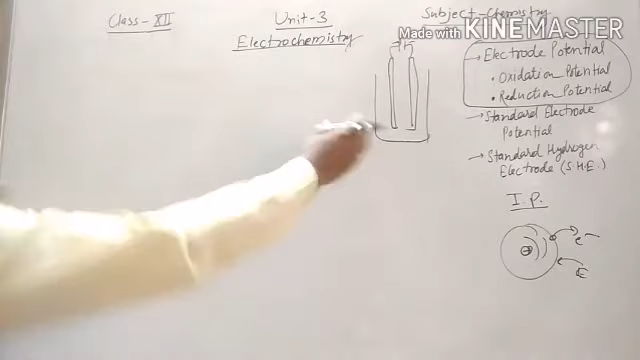 Class - XII
Unit-3
Subject-Chemistry
Made with KINEMASTER
Electrochemistry
→ Electrode Potential
• Oxidation Potential
• Reduction Potential
→ Standard Electrode
Potential
→ Standard Hydrogen
Electrode (S.H.E.)
I.P.
e⁻